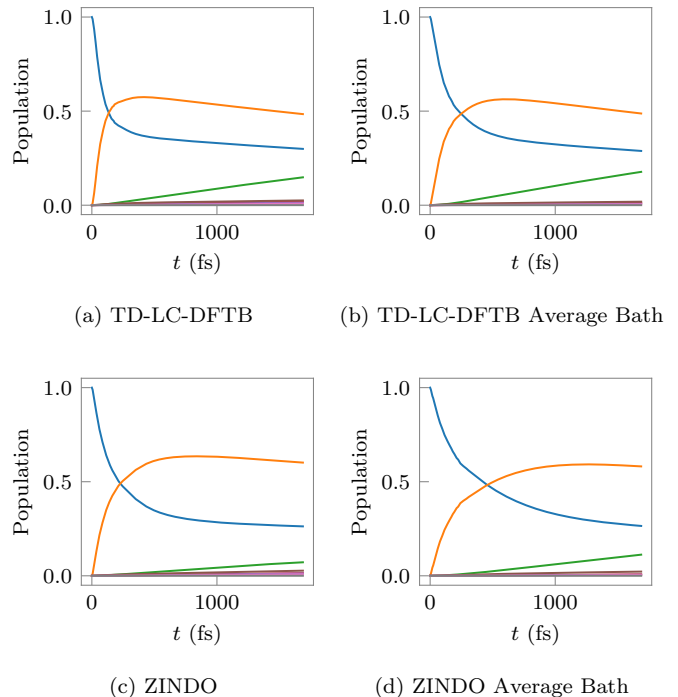 1.0
0.5
0.0
Population
0
1000
t (fs)
(a) TD-LC-DFTB
1.0
0.5
0.0
Population
0
1000
t (fs)
(b) TD-LC-DFTB Average Bath
1.0
0.5
0.0
Population
0
1000
t (fs)
(c) ZINDO
1.0
0.5
0.0
Population
0
1000
t (fs)
(d) ZINDO Average Bath